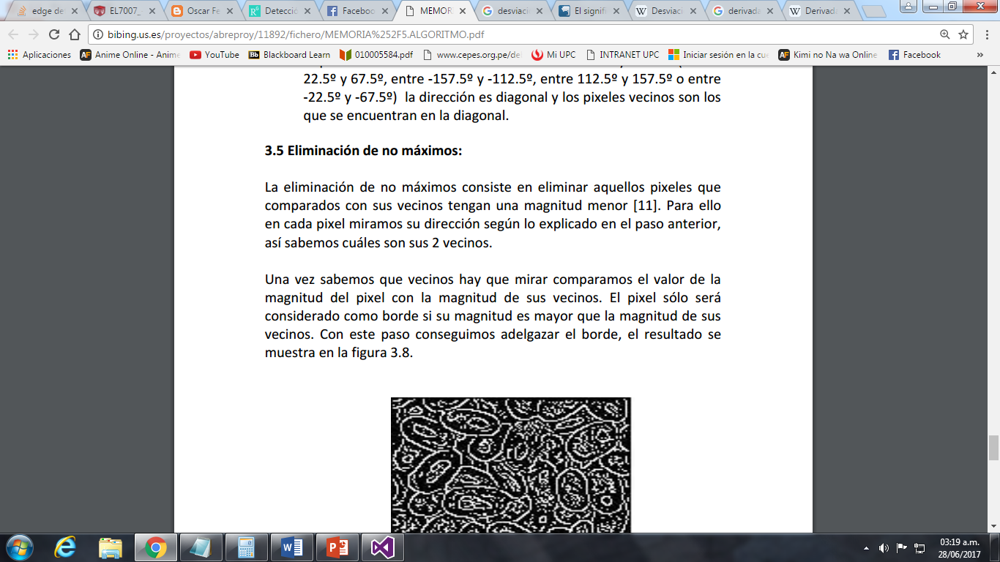 edge de
EL7007_
Oscar Fe
Detecció
Faceboo
MEMOR
desviaci
El signifi
Desviac
derivada
Derivad
bibing.us.es/proyectos/abreproy/11892/fichero/MEMORIA%252F5.ALGORITMO.pdf
Aplicaciones
AF Anime Online - Anime
YouTube
Bb Blackboard Learn
010005584.pdf
www.cepes.org.pe/de
Mi UPC
INTRANET UPC
Iniciar sesión en la cue
AF Kimi no Na wa Online
Facebook
»
22.5º y 67.5º, entre -157.5º y -112.5º, entre 112.5º y 157.5º o entre
-22.5º y -67.5º) la dirección es diagonal y los pixeles vecinos son los
que se encuentran en la diagonal.
3.5 Eliminación de no máximos:
La eliminación de no máximos consiste en eliminar aquellos pixeles que
comparados con sus vecinos tengan una magnitud menor [11]. Para ello
en cada pixel miramos su dirección según lo explicado en el paso anterior,
así sabemos cuáles son sus 2 vecinos.
Una vez sabemos que vecinos hay que mirar comparamos el valor de la
magnitud del pixel con la magnitud de sus vecinos. El pixel sólo será
considerado como borde si su magnitud es mayor que la magnitud de sus
vecinos. Con este paso conseguimos adelgazar el borde, el resultado se
muestra en la figura 3.8.
03:19 a.m.
28/06/2017